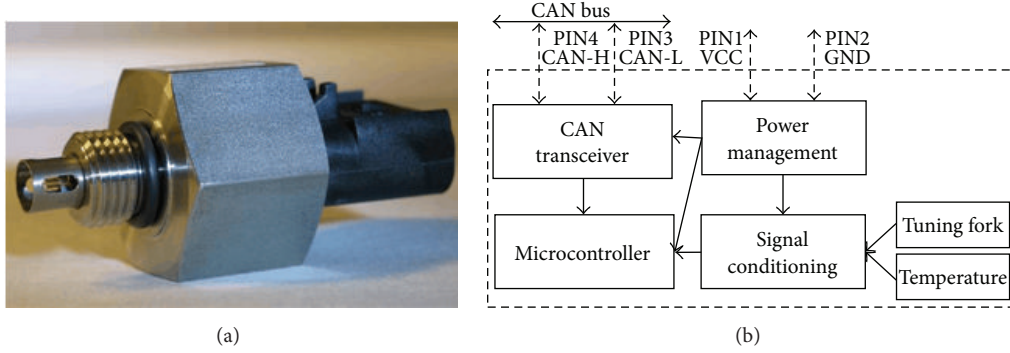 CAN bus
PIN4
CAN-H
PIN3
CAN-L
PIN1
VCC
PIN2
GND
CAN
transceiver
Power
management
Microcontroller
Signal
conditioning
Tuning fork
Temperature
(a)
(b)